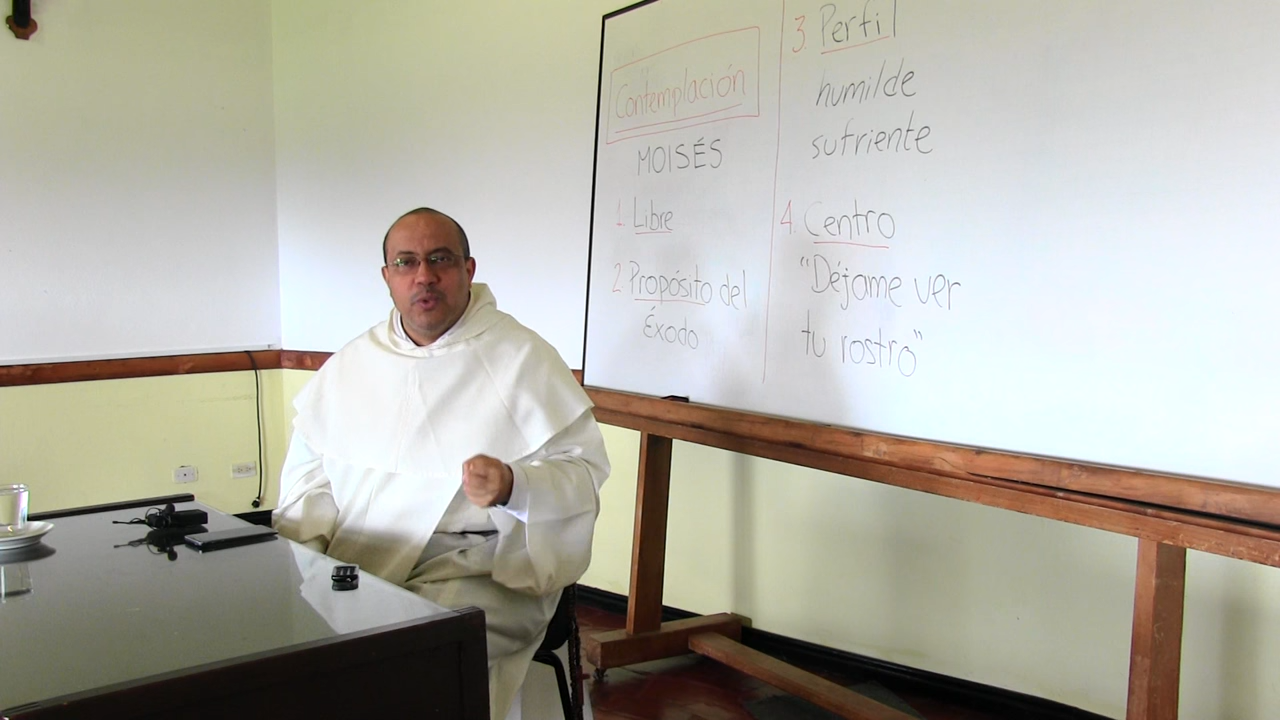 Contemplación
MOISÉS
1. Libre
2. Propósito del
Éxodo
3. Perfil
humilde
sufriente
4. Centro
"Déjame ver
tu rostro"